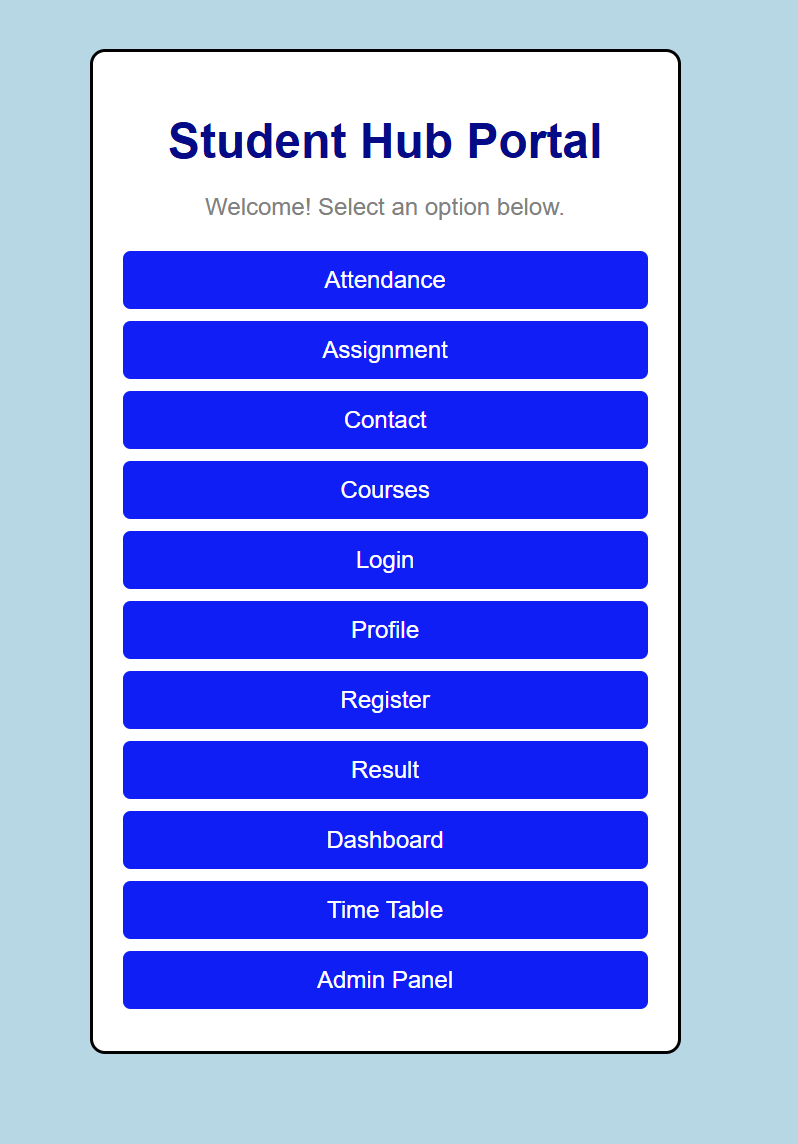 Student Hub Portal
Welcome! Select an option below.
Attendance
Assignment
Contact
Courses
Login
Profile
Register
Result
Dashboard
Time Table
Admin Panel